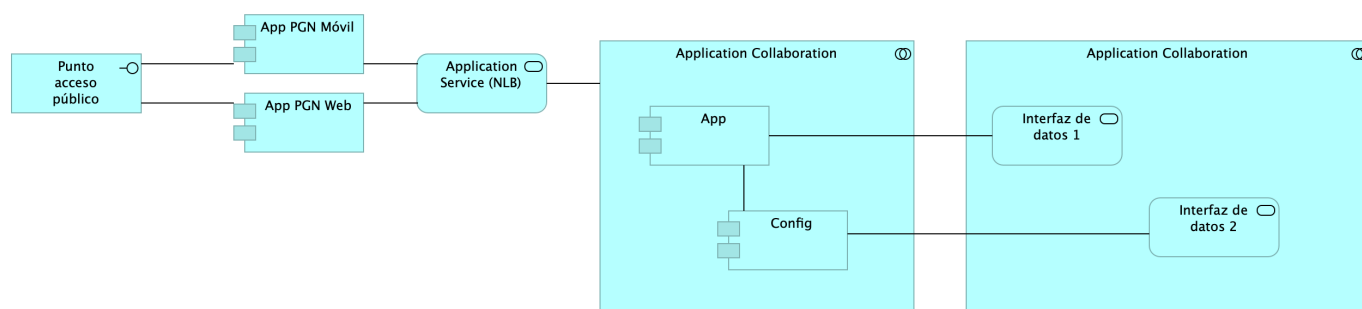 Punto
acceso
público
App PGN Móvil
App PGN Web
Application
Service (NLB)
Application Collaboration
App
Config
Application Collaboration
Interfaz de
datos 1
Interfaz de
datos 2